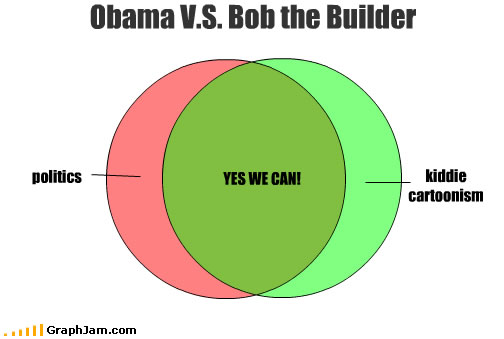 Obama V.S. Bob the Builder
politics
YES WE CAN!
kiddie
cartoonism
GraphJam.com